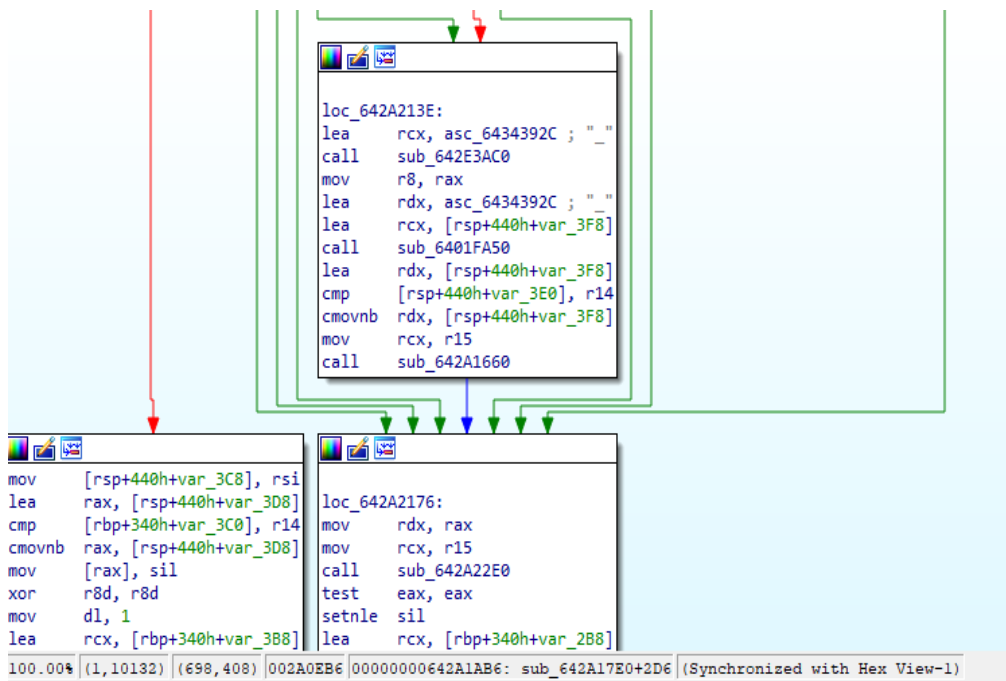 loc_642A213E:
lea rcx, asc_6434392C ; "_"
call sub_642E3AC0
mov r8, rax
lea rdx, asc_6434392C ; "_"
lea rcx, [rsp+440h+var_3F8]
call sub_6401FA50
lea rdx, [rsp+440h+var_3F8]
cmp [rsp+440h+var_3E0], r14
cmovnb rdx, [rsp+440h+var_3F8]
mov rcx, r15
call sub_642A1660
mov [rsp+440h+var_3C8], rsi
lea rax, [rsp+440h+var_3D8]
cmp [rbp+340h+var_3C0], r14
cmovnb rax, [rsp+440h+var_3D8]
mov [rax], sil
xor r8d, r8d
mov dl, 1
lea rcx, [rbp+340h+var_3B8]
loc_642A2176:
mov rdx, rax
mov rcx, r15
call sub_642A22E0
test eax, eax
setnle sil
lea rcx, [rbp+340h+var_2B8]
100.00% (1,10132) (698,408) 002A0EB6 00000000642A1AB6: sub_642A17E0+2D6 (Synchronized with Hex View-1)